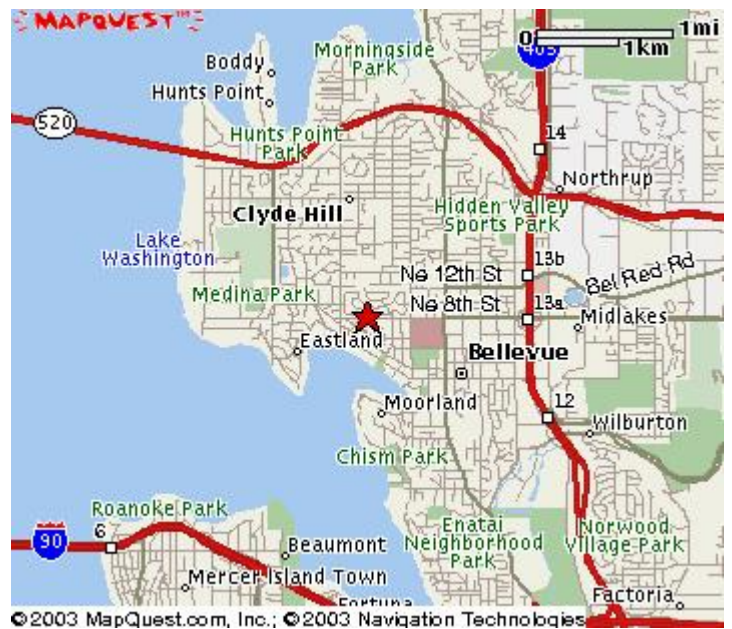 MAPQUEST™
0 1mi
1km
405
Morningside
Park
Boddy
Hunts Point
520
Hunts Point
Park
14
Northrup
Clyde Hill
Hidden Valley
Sports Park
Lake
Washington
13b
Ne 12th St
Bel Red Rd
Medina Park
Ne 8th St
13a
Midlakes
Eastland
Bellevue
Moorland
12
Wilburton
Chism Park
Roanoke Park
6
90
Beaumont
Enatai
Neighborhood
Park
Norwood
Village Park
Mercer Island Town
Factoria
Fortuna
©2003 MapQuest.com, Inc.; ©2003 Navigation Technologies